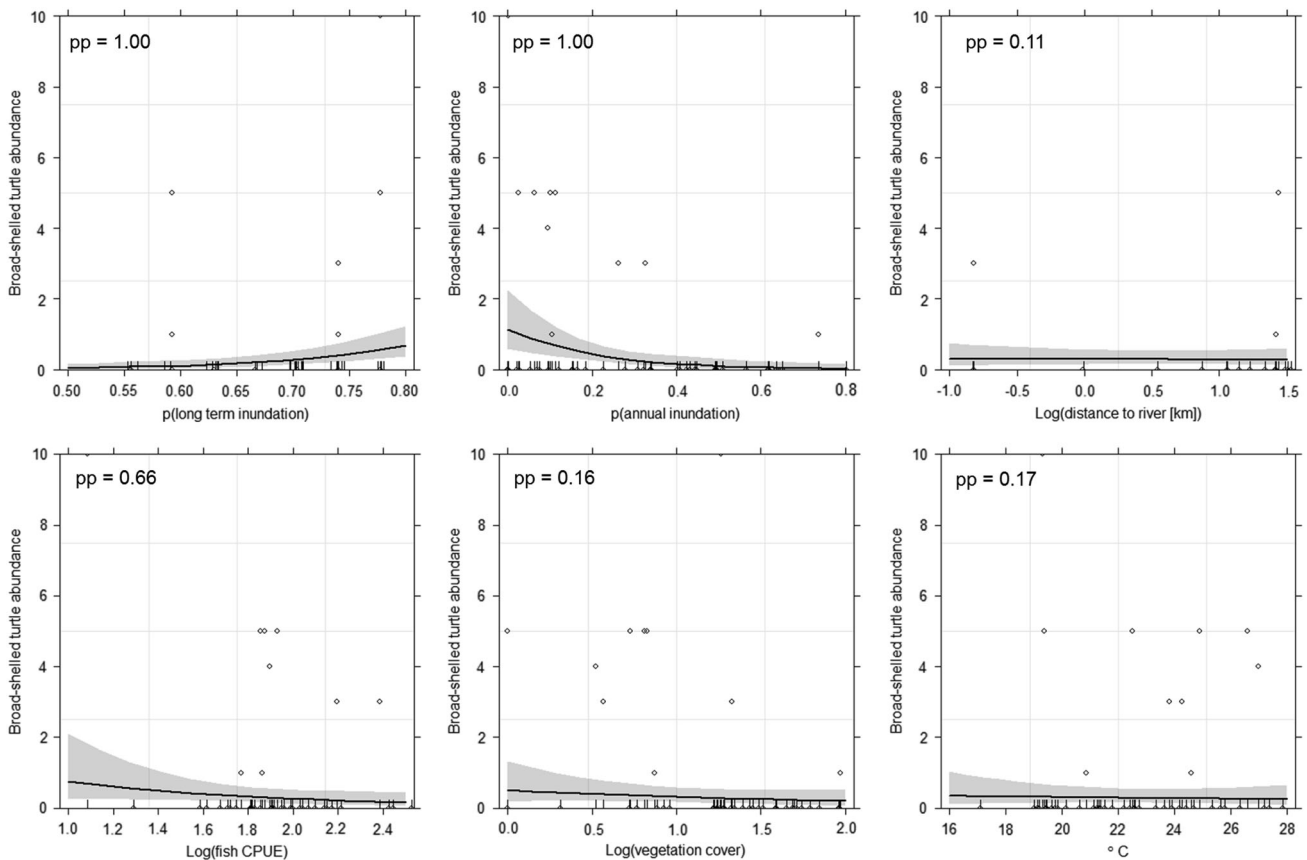 pp = 1.00
Broad-shelled turtle abundance
10
8
6
4
2
0
0.50 0.55 0.60 0.65 0.70 0.75 0.80
p(long term inundation)
pp = 1.00
Broad-shelled turtle abundance
10
8
6
4
2
0
0.0 0.2 0.4 0.6 0.8
p(annual inundation)
pp = 0.11
Broad-shelled turtle abundance
10
8
6
4
2
0
-1.0 -0.5 0.0 0.5 1.0 1.5
Log(distance to river [km])
pp = 0.66
Broad-shelled turtle abundance
10
8
6
4
2
0
1.0 1.2 1.4 1.6 1.8 2.0 2.2 2.4
Log(fish CPUE)
pp = 0.16
Broad-shelled turtle abundance
10
8
6
4
2
0
0.0 0.5 1.0 1.5 2.0
Log(vegetation cover)
pp = 0.17
Broad-shelled turtle abundance
10
8
6
4
2
0
16 18 20 22 24 26 28
° C